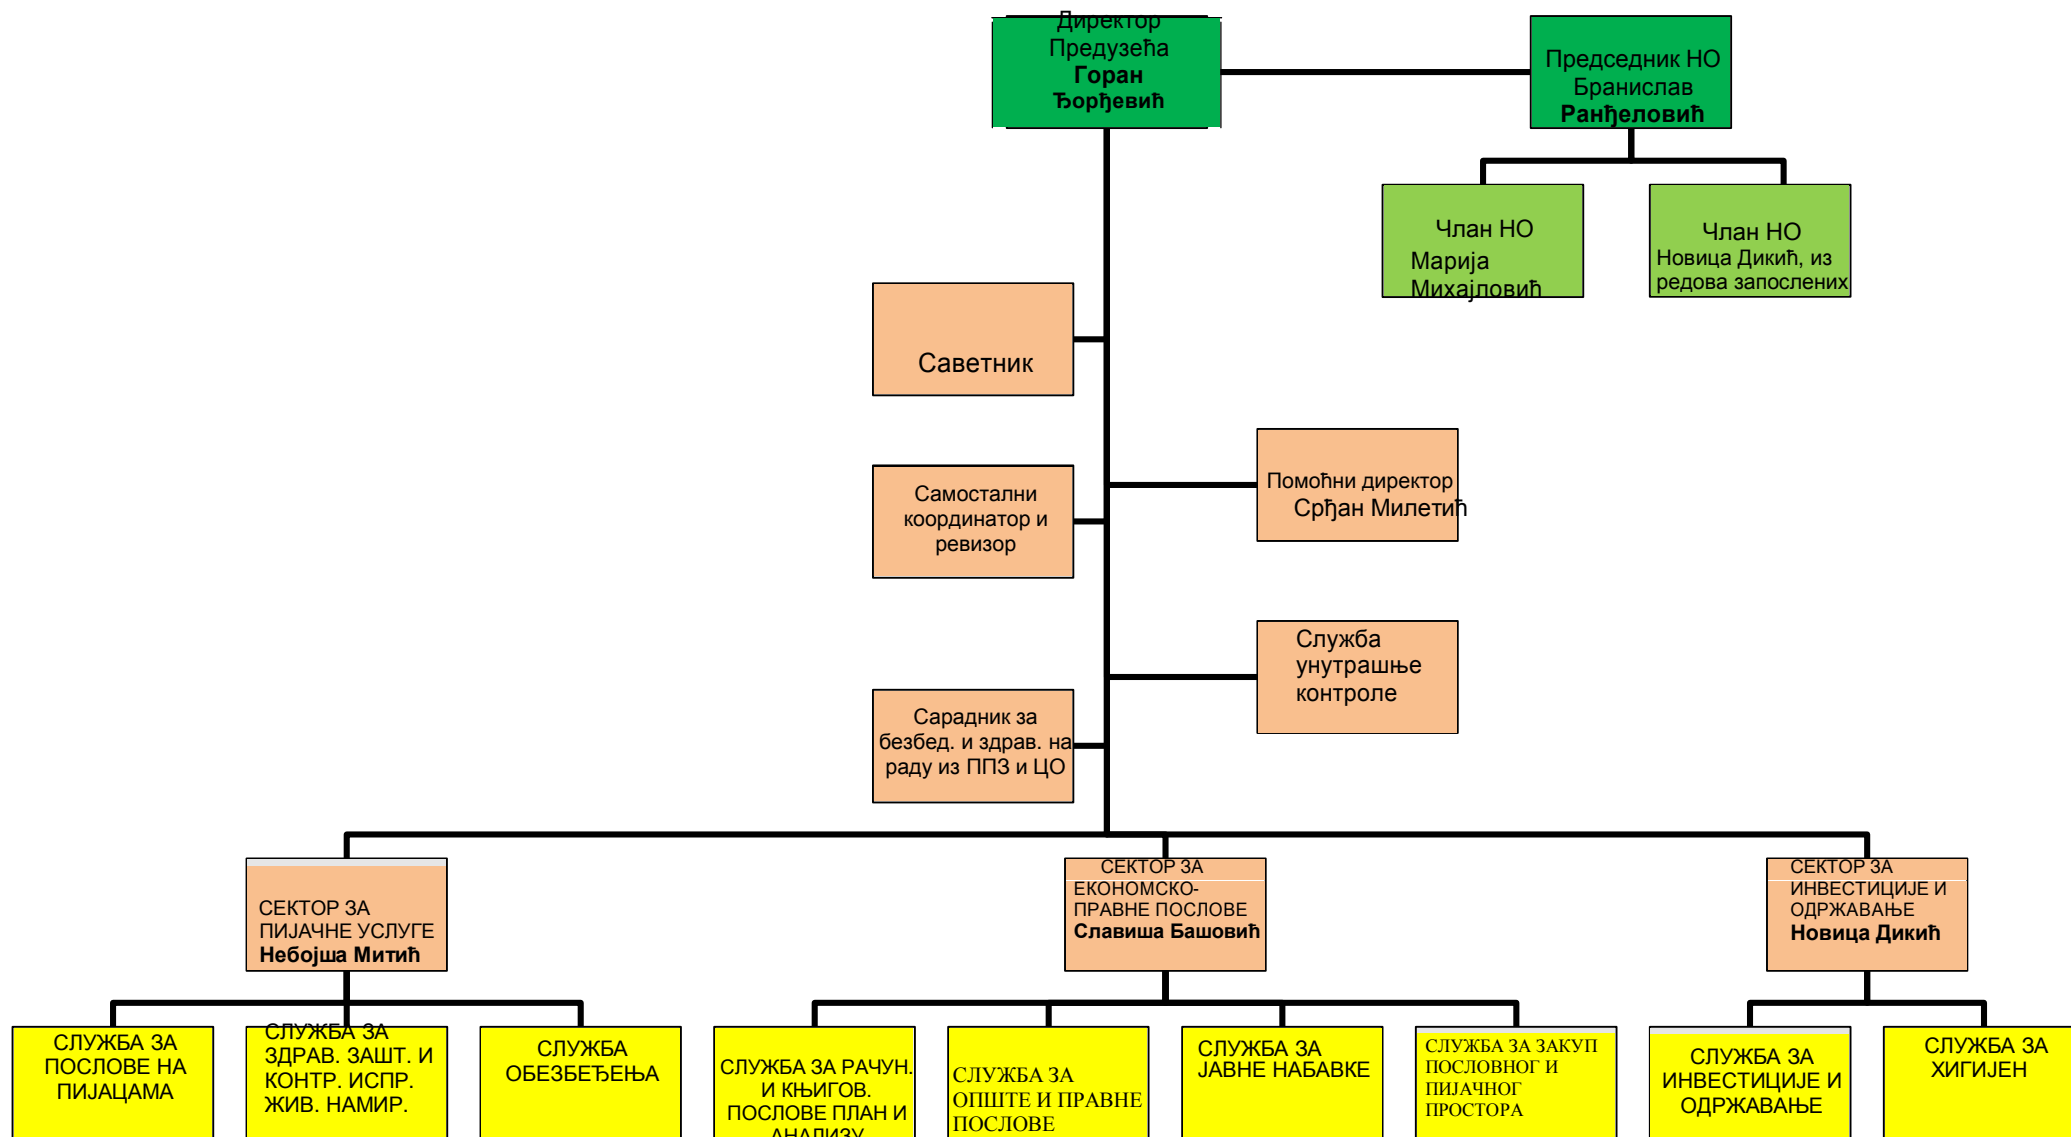 Директор
Предузећа
Горан
Ђорђевић
Председник НО
Бранислав
Ранђеловић
Члан НО
Марија
Михајловић
Члан НО
Новица Дикић, из
редова запослених
Саветник
Помоћни директор
Срђан Милетић
Самостални
координатор и
ревизор
Служба
унутрашње
контроле
Сарадник за
безбед. и здрав. на
раду из ППЗ и ЦО
СЕКТОР ЗА
ПИЈАЧНЕ УСЛУГЕ
Небојша Митић
СЕКТОР ЗА
ЕКОНОМСКО-
ПРАВНЕ ПОСЛОВЕ
Славиша Башовић
СЕКТОР ЗА
ИНВЕСТИЦИЈЕ И
ОДРЖАВАЊЕ
Новица Дикић
СЛУЖБА ЗА
ПОСЛОВЕ НА
ПИЈАЦАМА
СЛУЖБА ЗА
ЗДРАВ. ЗАШТ. И
КОНТР. ИСПР.
ЖИВ. НАМИР.
СЛУЖБА
ОБЕЗБЕЂЕЊА
СЛУЖБА ЗА РАЧУН.
И КЊИГОВ.
ПОСЛОВЕ ПЛАН И
АНАЛИЗУ
СЛУЖБА ЗА
ОПШТЕ И ПРАВНЕ
ПОСЛОВЕ
СЛУЖБА ЗА
ЈАВНЕ НАБАВКЕ
СЛУЖБА ЗА ЗАКУП
ПОСЛОВНОГ И
ПИЈАЧНОГ
ПРОСТОРА
СЛУЖБА ЗА
ИНВЕСТИЦИЈЕ И
ОДРЖАВАЊЕ
СЛУЖБА ЗА
ХИГИЈЕН